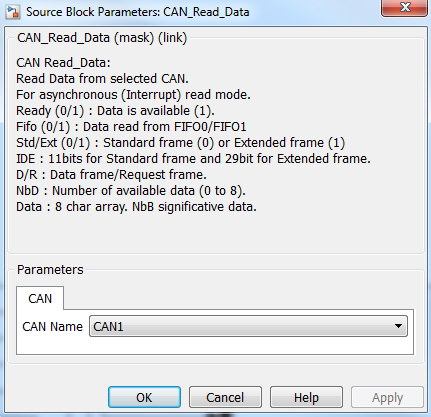 Source Block Parameters: CAN_Read_Data
CAN_Read_Data (mask) (link)
CAN Read_Data:
Read Data from selected CAN.
For asynchronous (Interrupt) read mode.
Ready (0/1) : Data is available (1).
Fifo (0/1) : Data read from FIFO0/FIFO1
Std/Ext (0/1) : Standard frame (0) or Extended frame (1)
IDE : 11bits for Standard frame and 29bit for Extended frame.
D/R : Data frame/Request frame.
NbD : Number of available data (0 to 8).
Data : 8 char array. NbB significative data.
Parameters
CAN
CAN Name CAN1
OK Cancel Help Apply